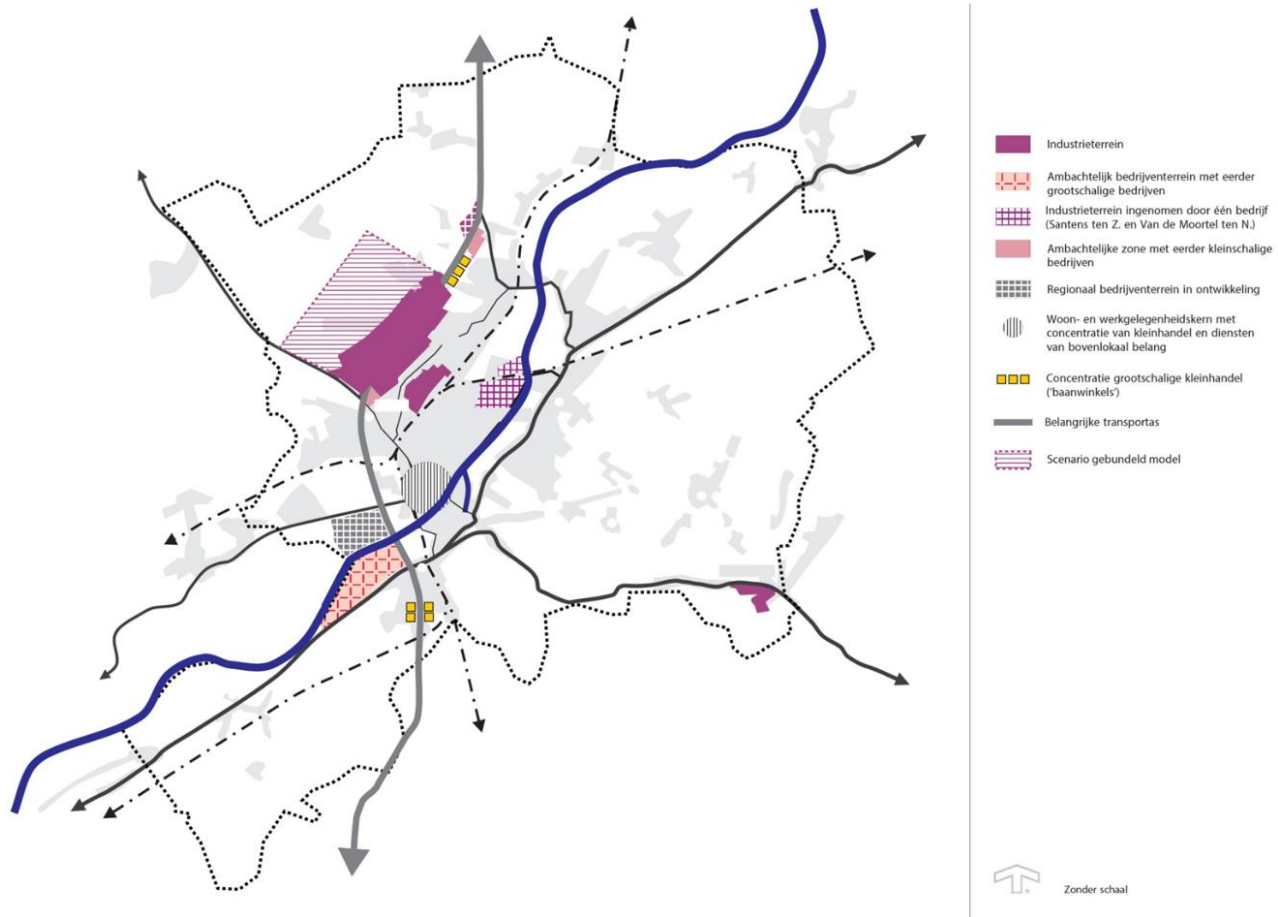 Industrieterrein
Ambachtelijk bedrijventerrein met eerder
grootschalige bedrijven
Industrieterrein ingenomen door één bedrijf
(Santens ten Z. en Van de Moortel ten N.)
Ambachtelijke zone met eerder kleinschalige
bedrijven
Regionaal bedrijventerrein in ontwikkeling
Woon- en werkgelegenheidskern met
concentratie van kleinhandel en diensten
van bovenlokaal belang
Concentratie grootschalige kleinhandel
('baanwinkels')
Belangrijke transportas
Scenario gebundeld model
N
Zonder schaal